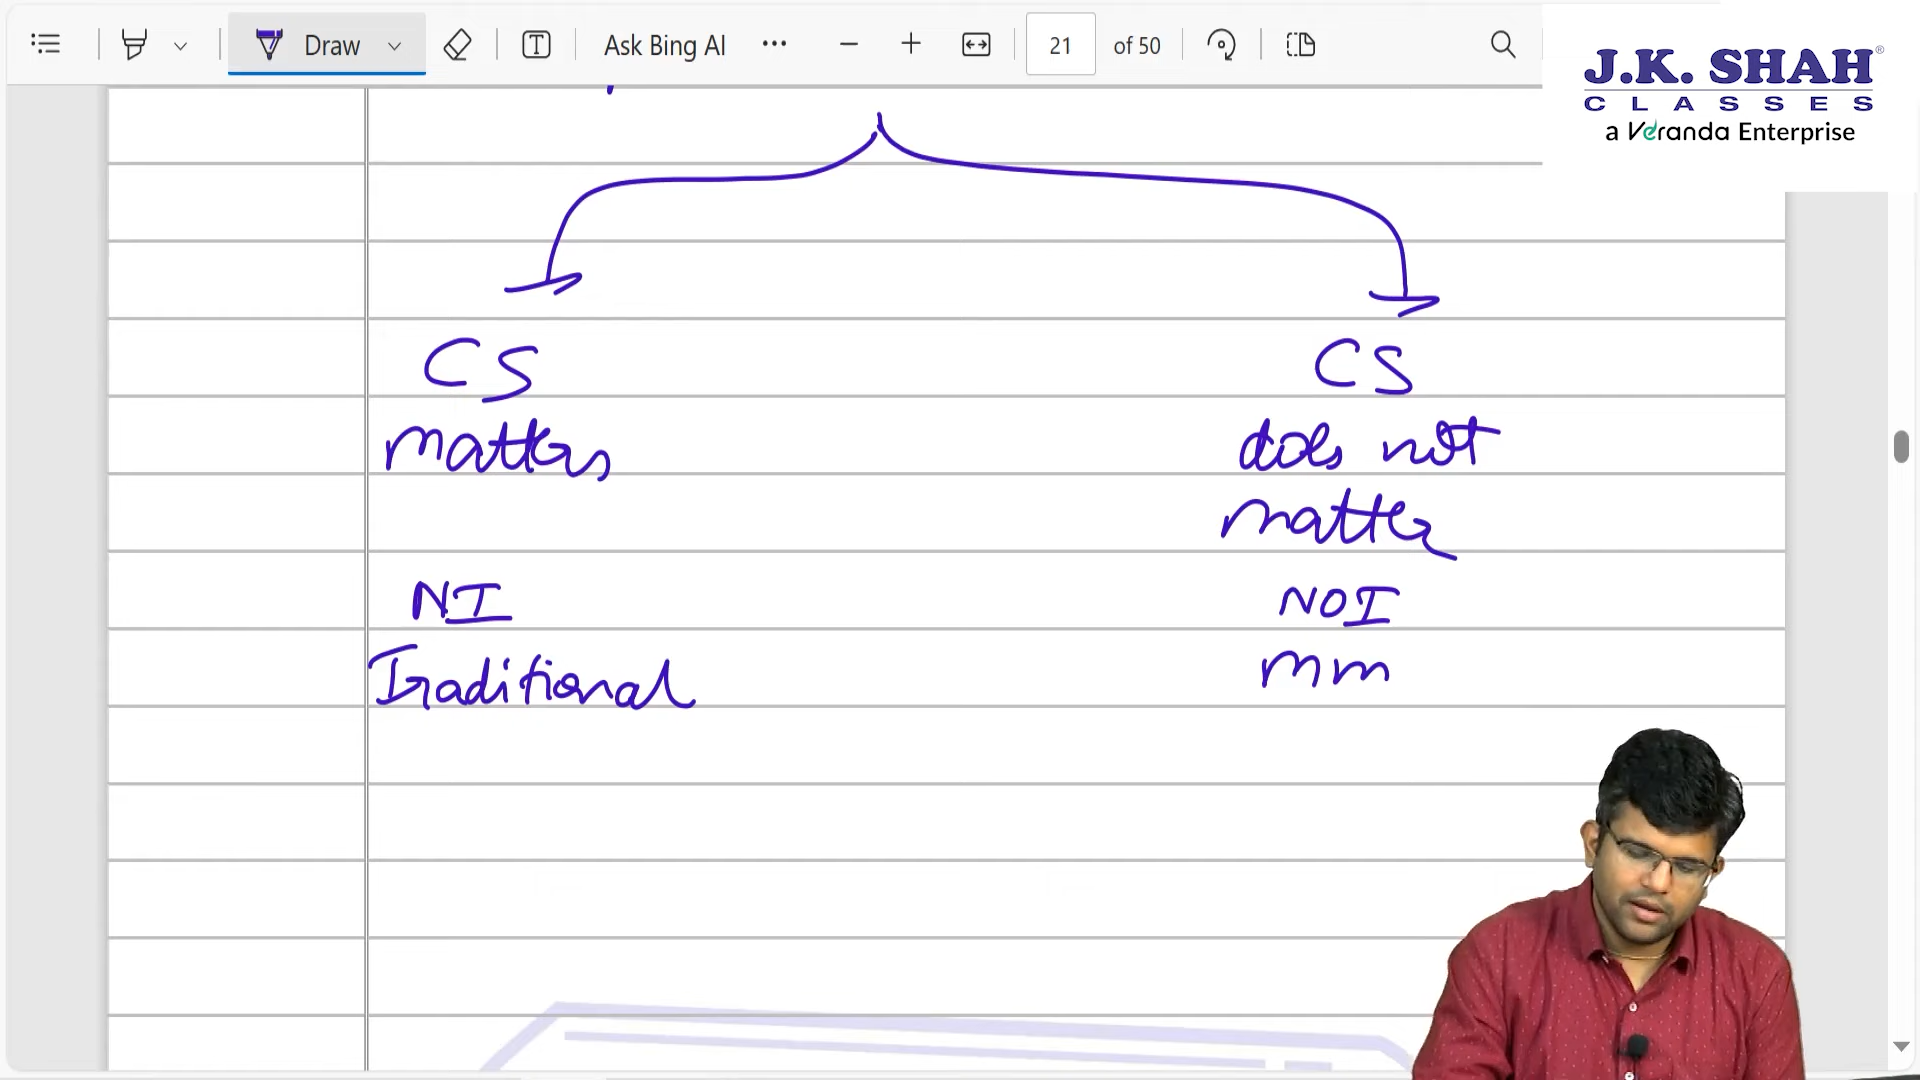 Draw
Ask Bing AI
21 of 50
J.K. SHAH®
CLASSES
a Veranda Enterprise
CS CS
matters does not
matter
NI NOI
Traditional MM